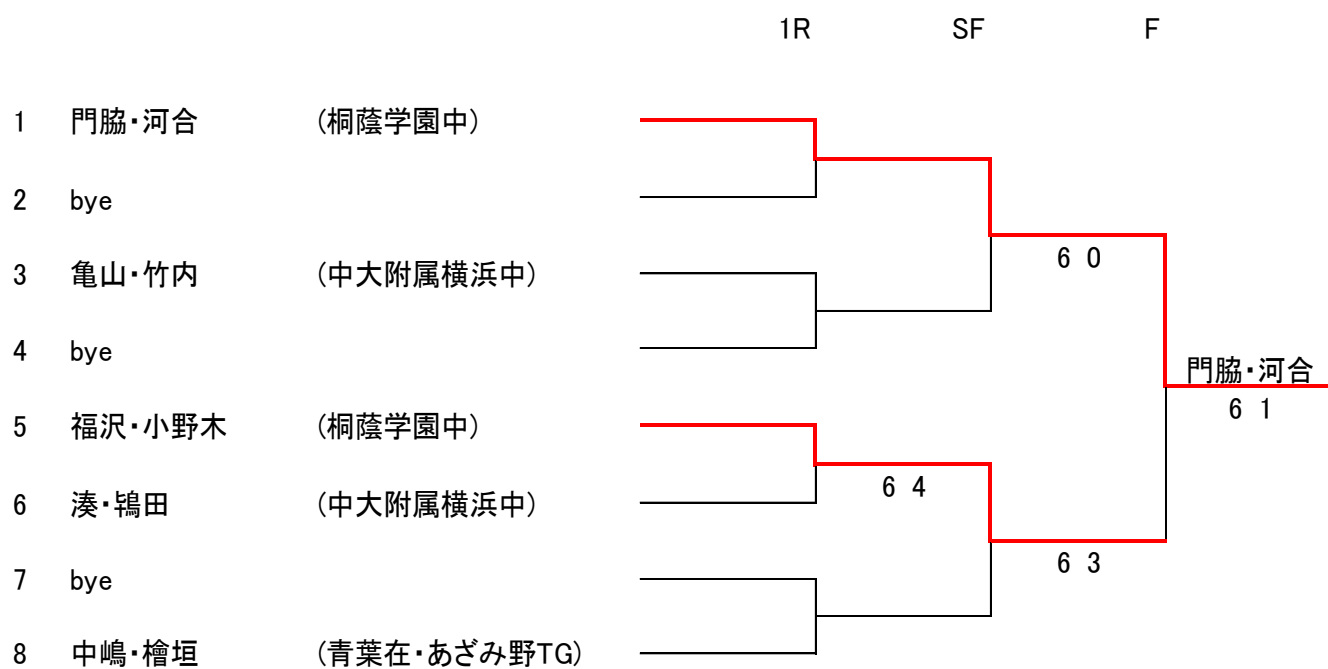 1R SF F
1 門脇・河合 (桐蔭学園中)
2 bye
6 0
3 亀山・竹内 (中大附属横浜中)
4 bye
門脇・河合
6 1
5 福沢・小野木 (桐蔭学園中)
6 4
6 湊・鴇田 (中大附属横浜中)
6 3
7 bye
8 中嶋・檜垣 (青葉在・あざみ野TG)